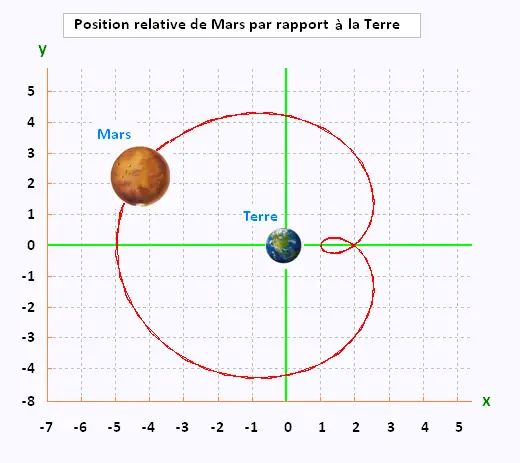 Position relative de Mars par rapport à la Terre
y
5
4
Mars
3
2
1
Terre
0
-1
-2
-3
-4
-8
x
-7 -6 -5 -4 -3 -2 -1 0 1 2 3 4 5